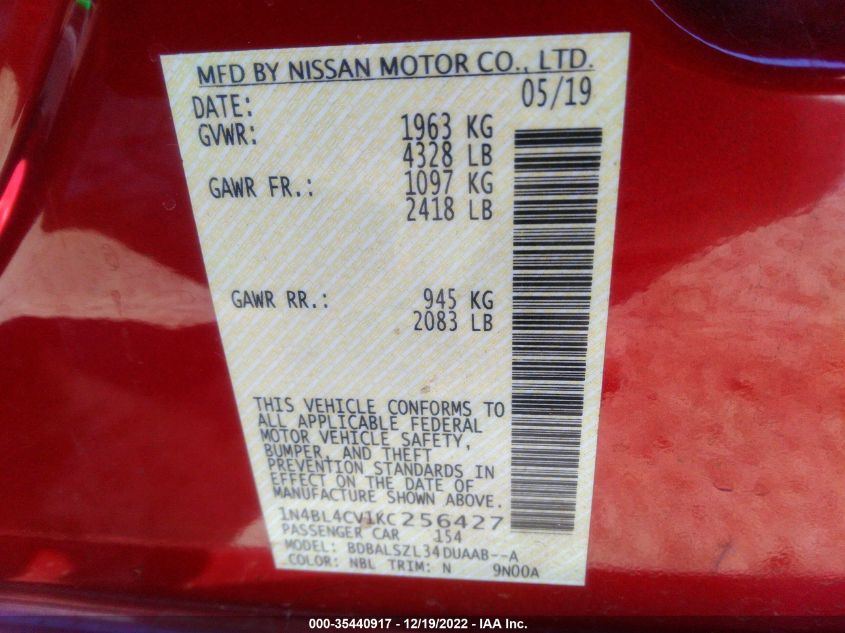 MFD BY NISSAN MOTOR CO., LTD.
DATE: 05/19
GVWR: 1963 KG
4328 LB
GAWR FR.: 1097 KG
2418 LB
GAWR RR.: 945 KG
2083 LB
THIS VEHICLE CONFORMS TO
ALL APPLICABLE FEDERAL
MOTOR VEHICLE SAFETY,
BUMPER, AND THEFT
PREVENTION STANDARDS IN
EFFECT ON THE DATE OF
MANUFACTURE SHOWN ABOVE.
1N4BL4CV1KC256427
PASSENGER CAR 154
MODEL: BDBALSZL34DUAAB--A
COLOR: NBL TRIM: N 9N00A
000-35440917 - 12/19/2022 - IAA Inc.